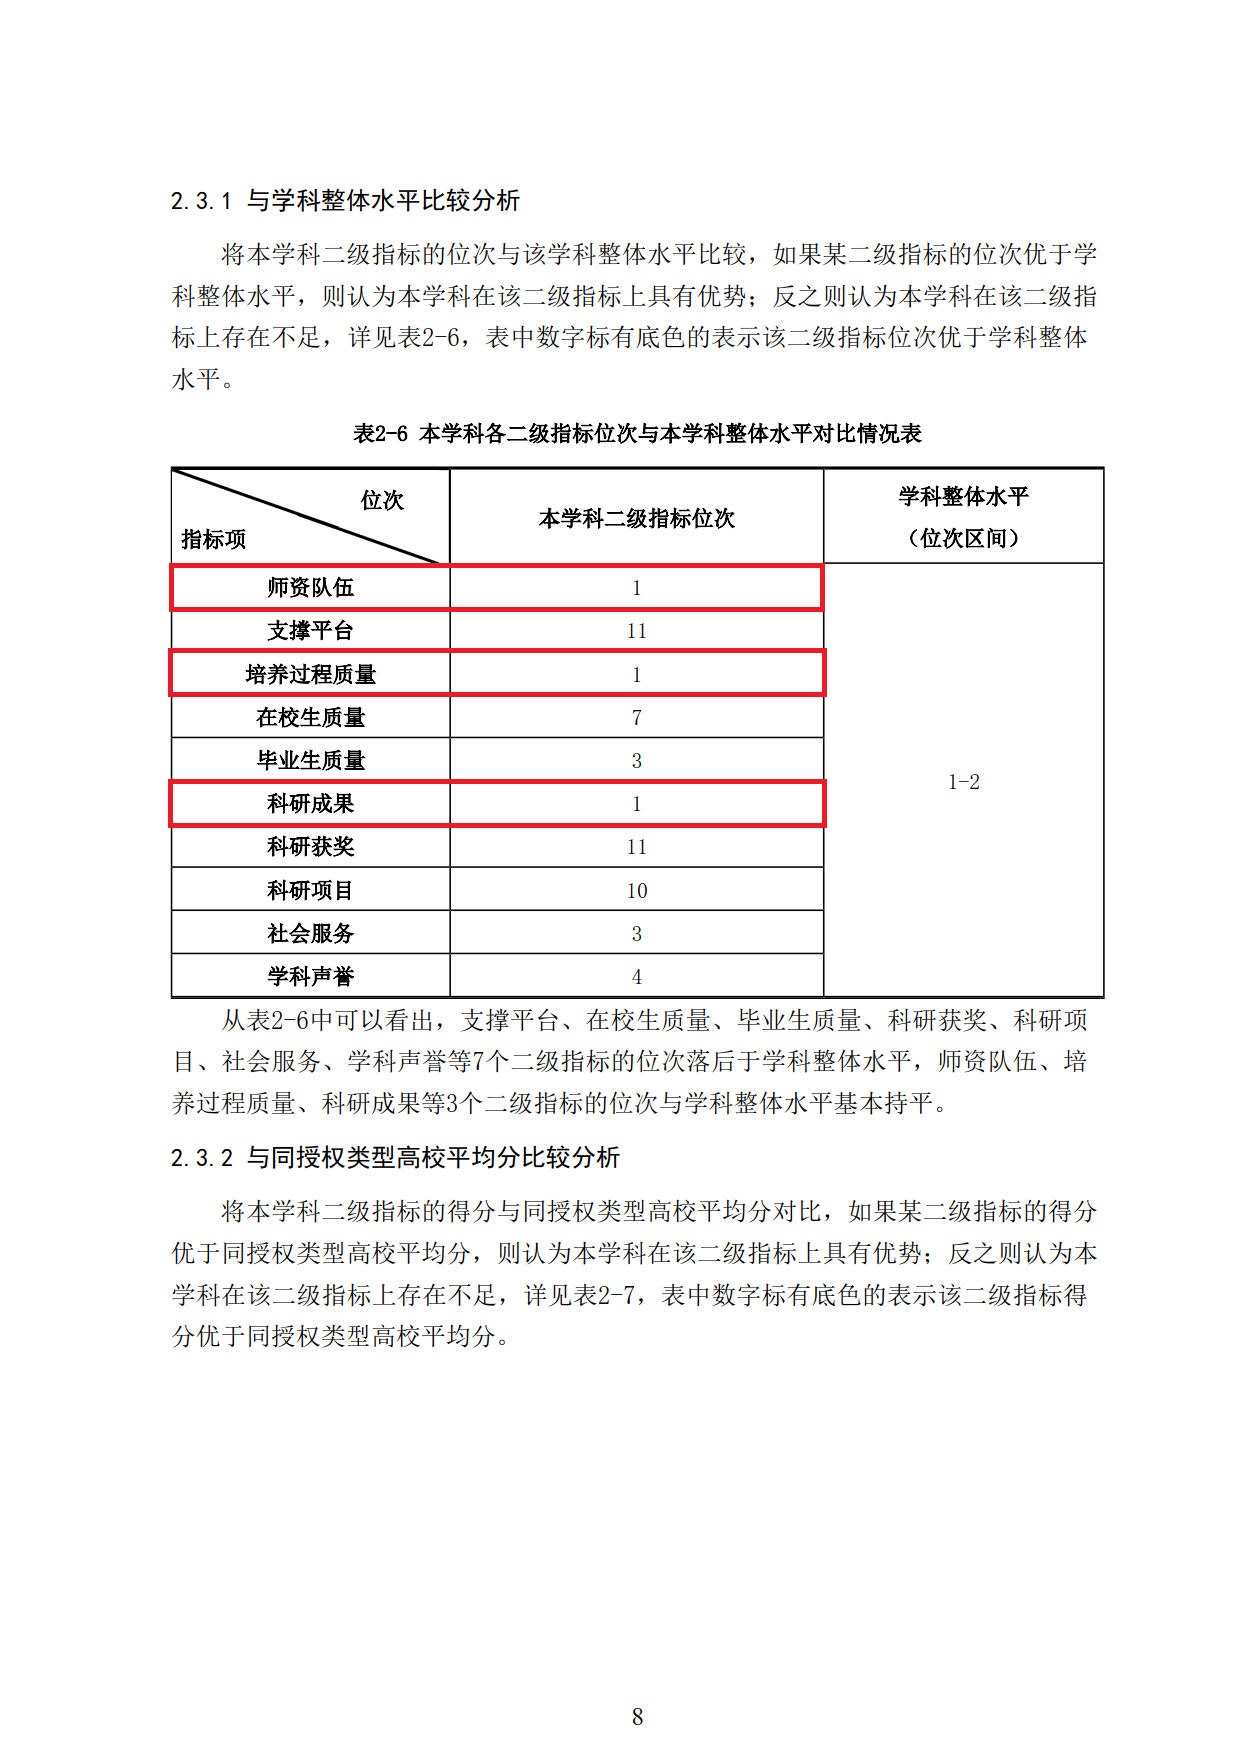 2.3.1 与学科整体水平比较分析
将本学科二级指标的位次与该学科整体水平比较，如果某二级指标的位次优于学
科整体水平，则认为本学科在该二级指标上具有优势；反之则认为本学科在该二级指
标上存在不足，详见表2-6，表中数字标有底色的表示该二级指标位次优于学科整体
水平。
表2-6 本学科各二级指标位次与本学科整体水平对比情况表
位次
指标项
本学科二级指标位次
学科整体水平
（位次区间）
师资队伍 1
支撑平台 11
培养过程质量 1
在校生质量 7
毕业生质量 3
1-2
科研成果 1
科研获奖 11
科研项目 10
社会服务 3
学科声誉 4
从表2-6中可以看出，支撑平台、在校生质量、毕业生质量、科研获奖、科研项
目、社会服务、学科声誉等7个二级指标的位次落后于学科整体水平，师资队伍、培
养过程质量、科研成果等3个二级指标的位次与学科整体水平基本持平。
2.3.2 与同授权类型高校平均分比较分析
将本学科二级指标的得分与同授权类型高校平均分对比，如果某二级指标的得分
优于同授权类型高校平均分，则认为本学科在该二级指标上具有优势；反之则认为本
学科在该二级指标上存在不足，详见表2-7，表中数字标有底色的表示该二级指标得
分优于同授权类型高校平均分。
8